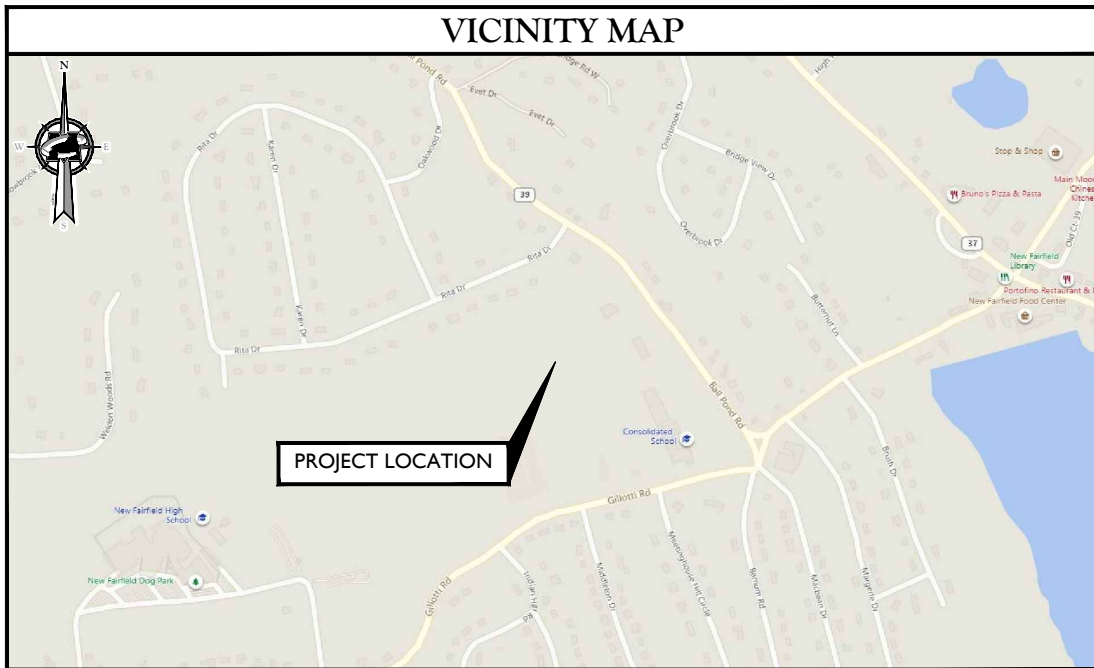 VICINITY MAP
N
W
E
S
Ball Pond Rd
Evet Dr
Evet Dr
High
Overbrook Dr
Oakwood Dr
Rita Dr
Karen Dr
Bridge View Dr
Stop & Shop
Main Moon
Chinese
Kitchen
Bruno's Pizza & Pasta
39
Old Ct 39
Overbrook Dr
37
Rita Dr
New Fairfield
Library
Rita Dr
Portofino Restaurant &
New Fairfield Food Center
Butternut Ln
Karen Dr
Rita Dr
Weldon Woods Rd
Ball Pond Rd
Consolidated
School
Brush Dr
PROJECT LOCATION
Gillotti Rd
New Fairfield High
School
New Fairfield Dog Park
Gillotti Rd
Indian Hill
Rd
Middleton Dr
Meetinghouse Hill Circle
Barnum Rd
Macbean Dr
Margerie Dr